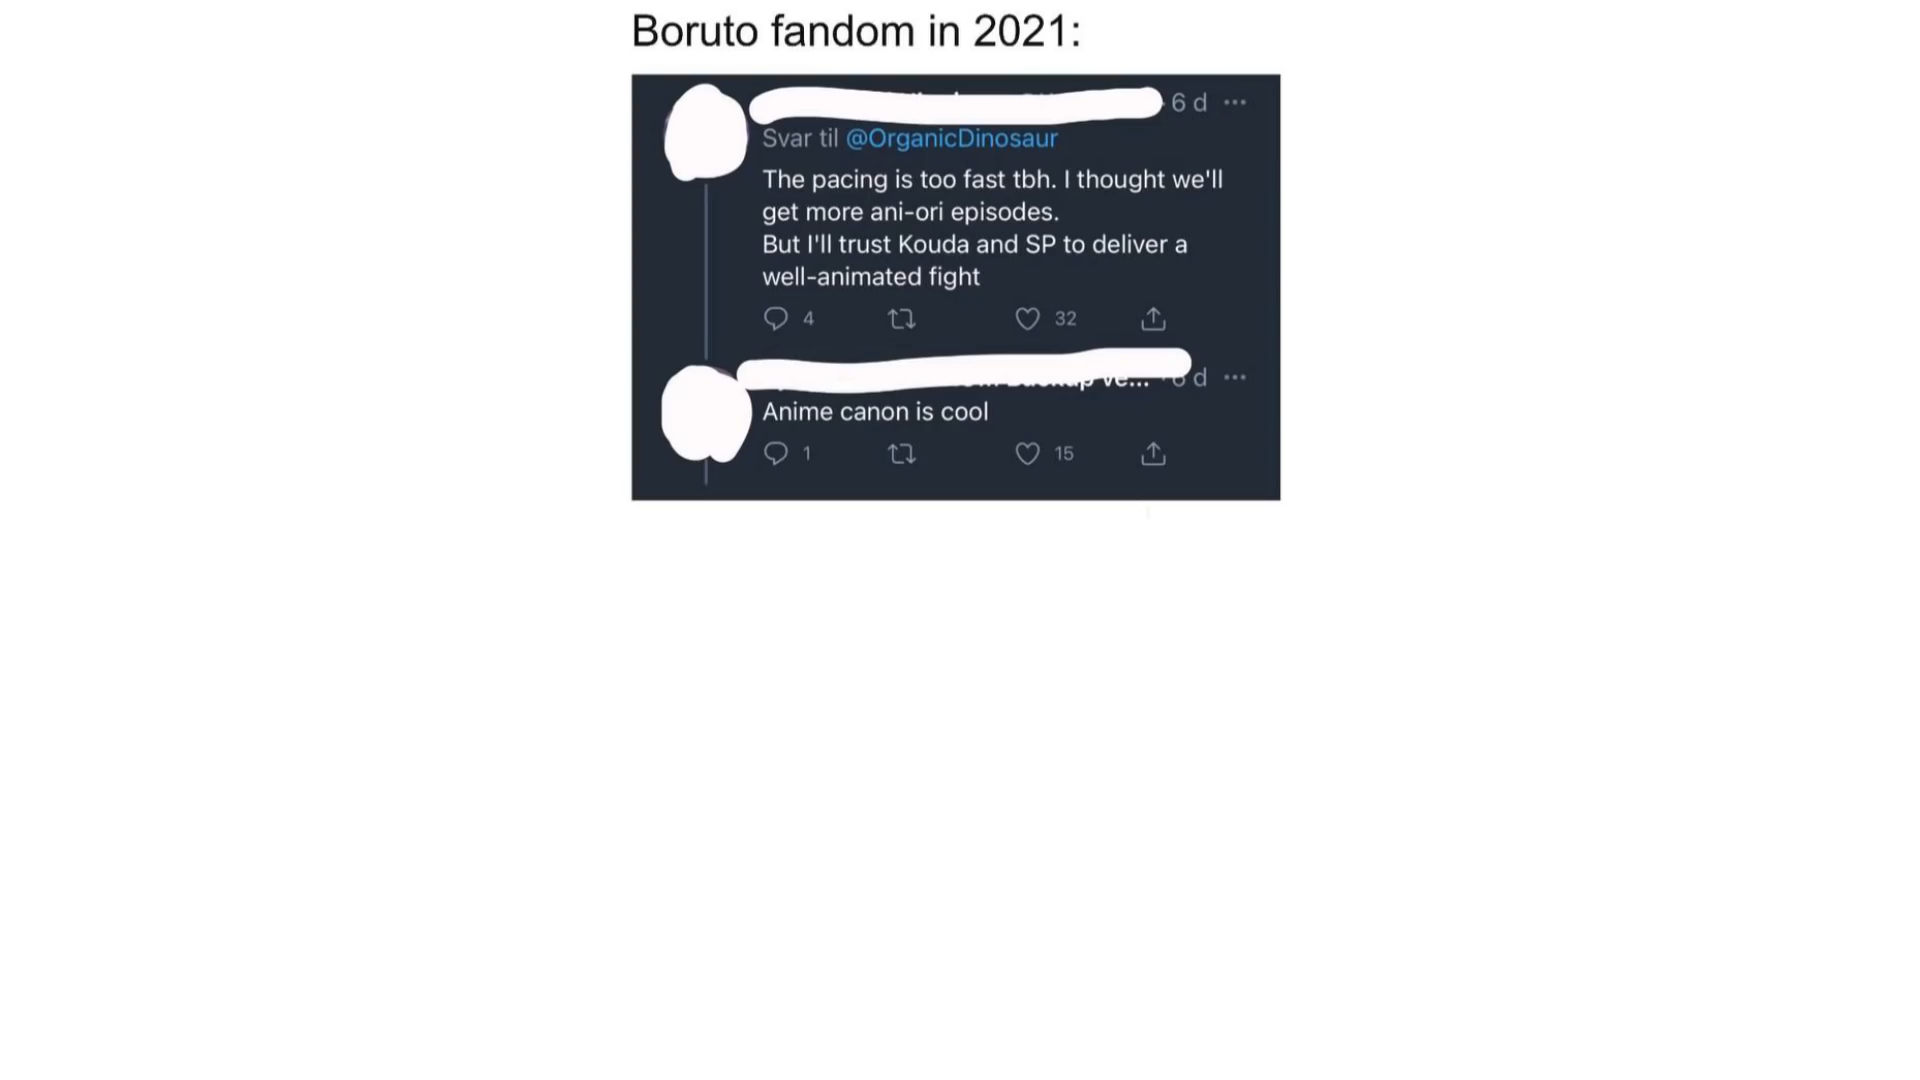 Boruto fandom in 2021:
6 d
Svar til @OrganicDinosaur
The pacing is too fast tbh. I thought we'll
get more ani-ori episodes.
But I'll trust Kouda and SP to deliver a
well-animated fight
4 32
d
Anime canon is cool
1 15